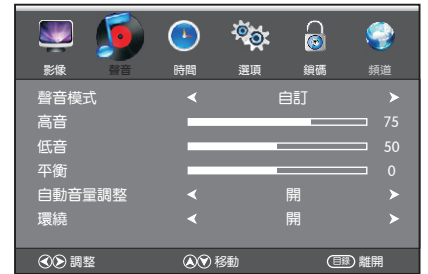 影像 聲音 時間 選項 鎖碼 頻道
聲音模式 自訂
高音 75
低音 50
平衡 0
自動音量調整 開
環繞 開
調整 移動 目錄 離開